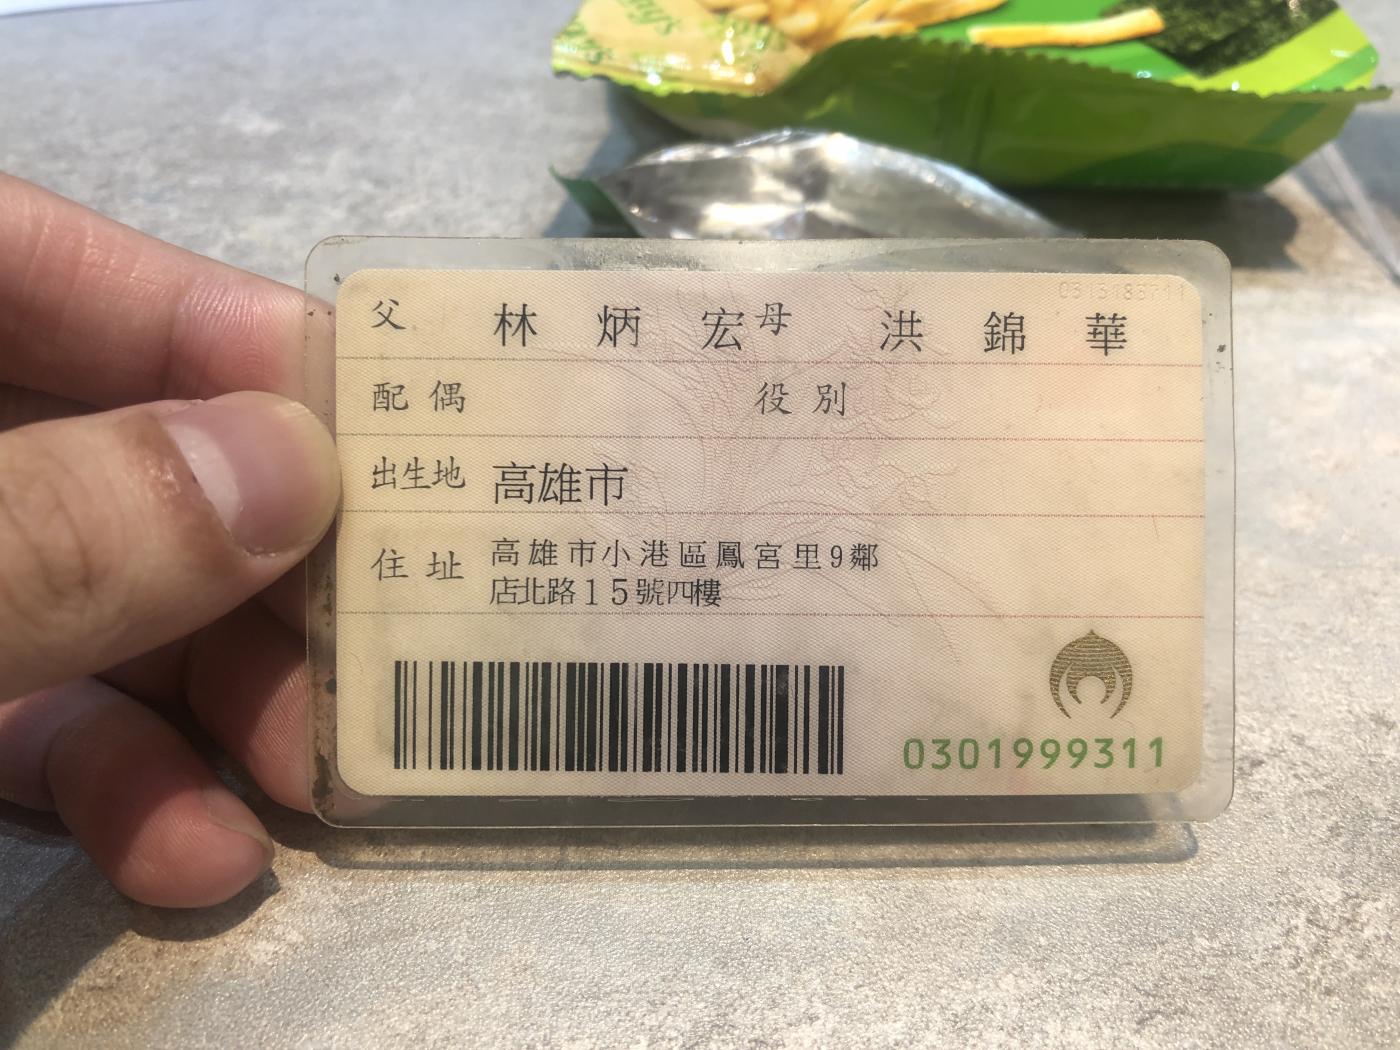 0313183711
父 林炳宏 母 洪錦華
配偶 役別
出生地 高雄市
住址 高雄市小港區鳳宮里9鄰
店北路15號四樓
0301999311